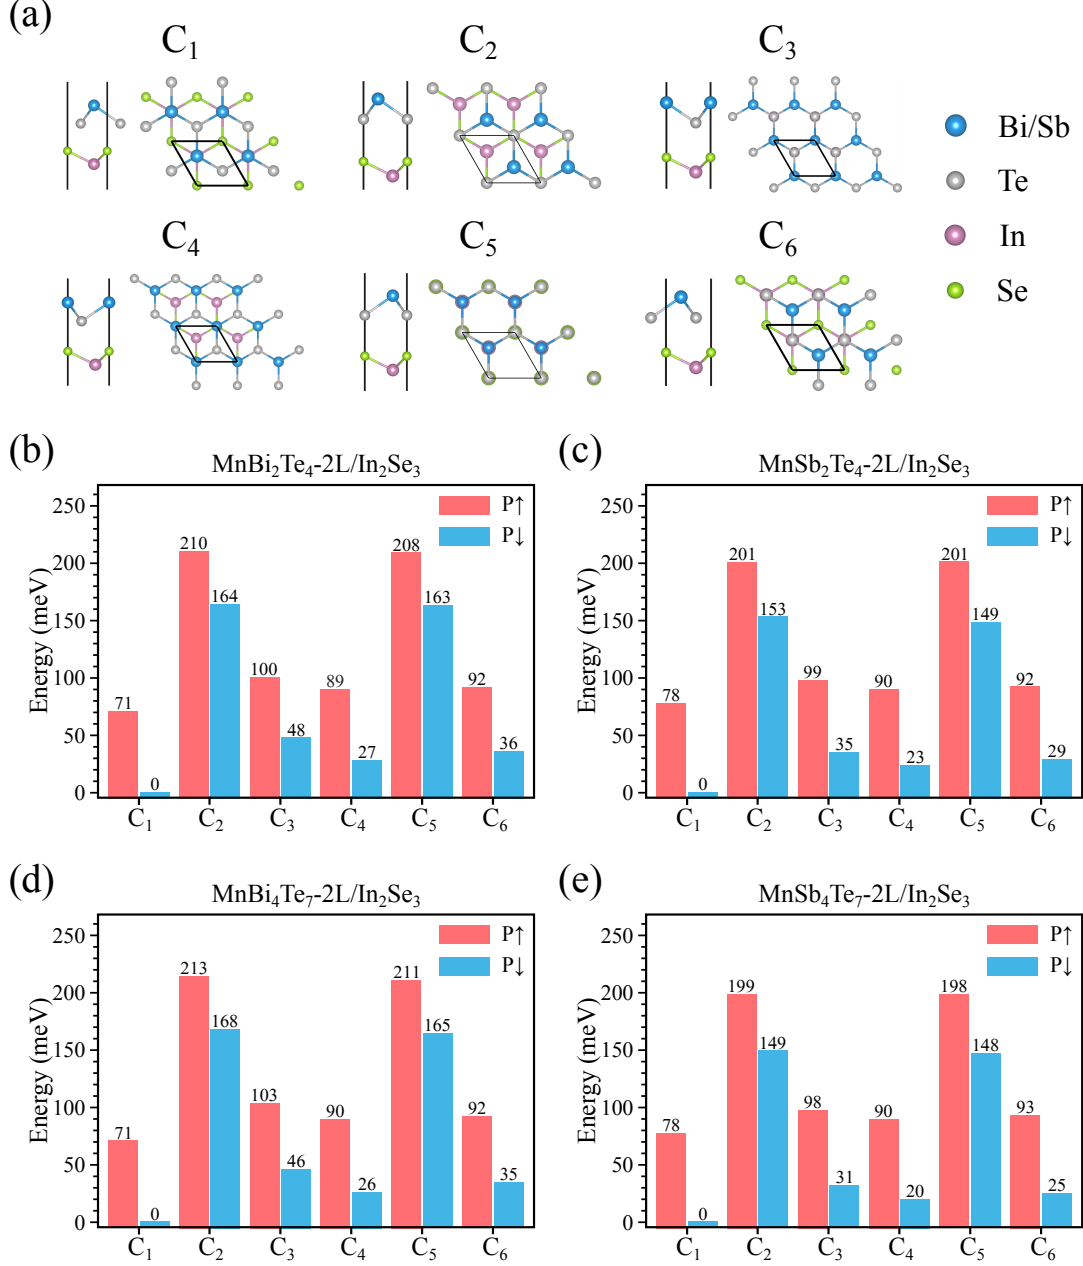 (a)
C₁
C₂
C₃
C₄
C₅
C₆
Bi/Sb
Te
In
Se
(b)
MnBi₂Te₄-2L/In₂Se₃
P↑
P↓
Energy (meV)
250
200
150
100
50
0
71
0
210
164
100
48
89
27
208
163
92
36
C₁ C₂ C₃ C₄ C₅ C₆
(c)
MnSb₂Te₄-2L/In₂Se₃
P↑
P↓
Energy (meV)
250
200
150
100
50
0
78
0
201
153
99
35
90
23
201
149
92
29
C₁ C₂ C₃ C₄ C₅ C₆
(d)
MnBi₄Te₇-2L/In₂Se₃
P↑
P↓
Energy (meV)
250
200
150
100
50
0
71
0
213
168
103
46
90
26
211
165
92
35
C₁ C₂ C₃ C₄ C₅ C₆
(e)
MnSb₄Te₇-2L/In₂Se₃
P↑
P↓
Energy (meV)
250
200
150
100
50
0
78
0
199
149
98
31
90
20
198
148
93
25
C₁ C₂ C₃ C₄ C₅ C₆